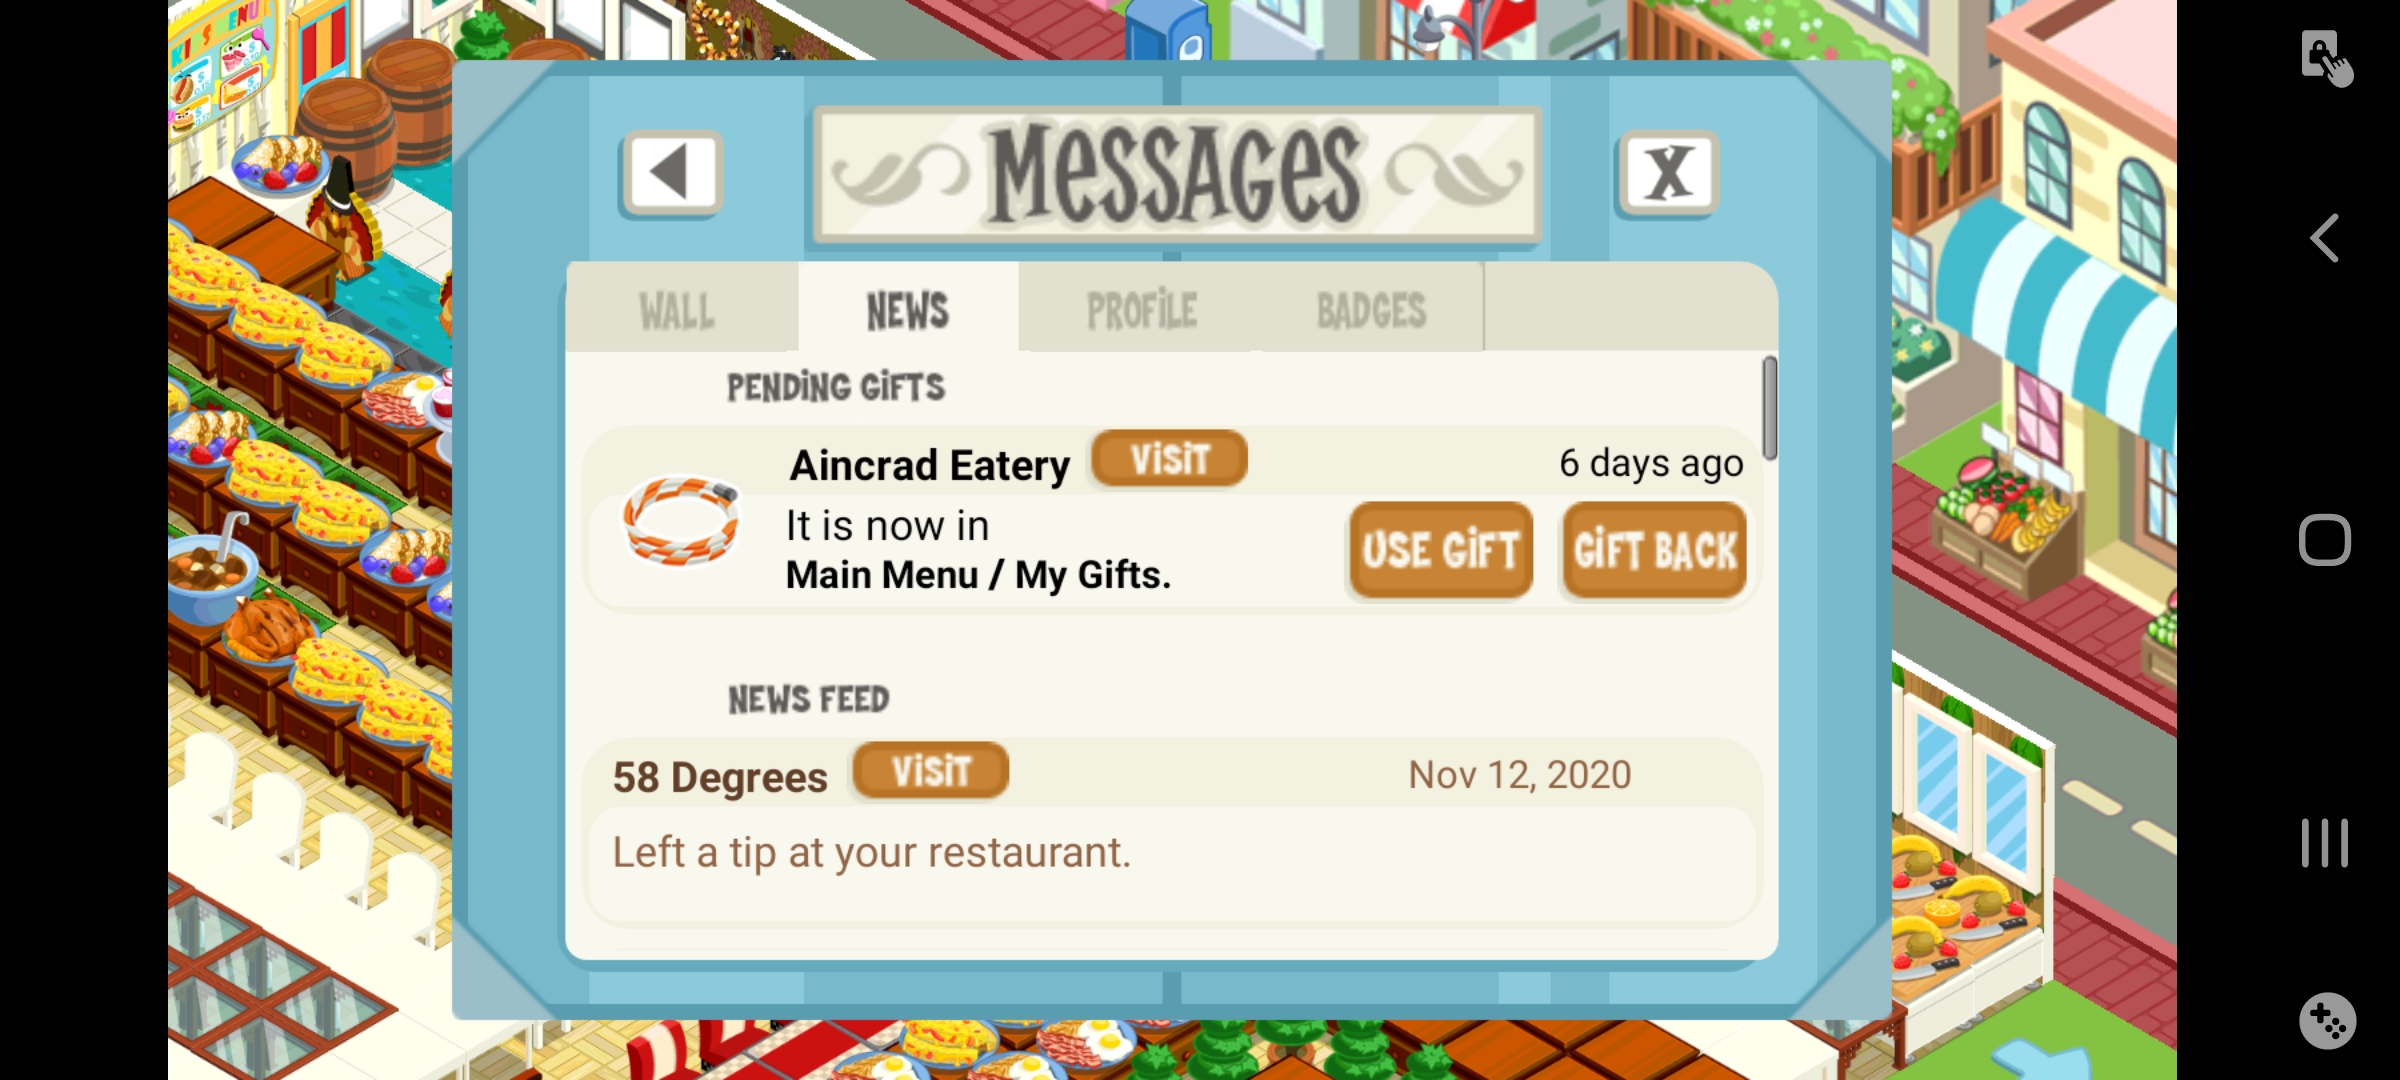 MESSAGES
X
WALL NEWS PROFILE BADGES
PENDING GIFTS
Aincrad Eatery VISIT 6 days ago
It is now in
Main Menu / My Gifts.
USE GIFT GIFT BACK
NEWS FEED
58 Degrees VISIT Nov 12, 2020
Left a tip at your restaurant.